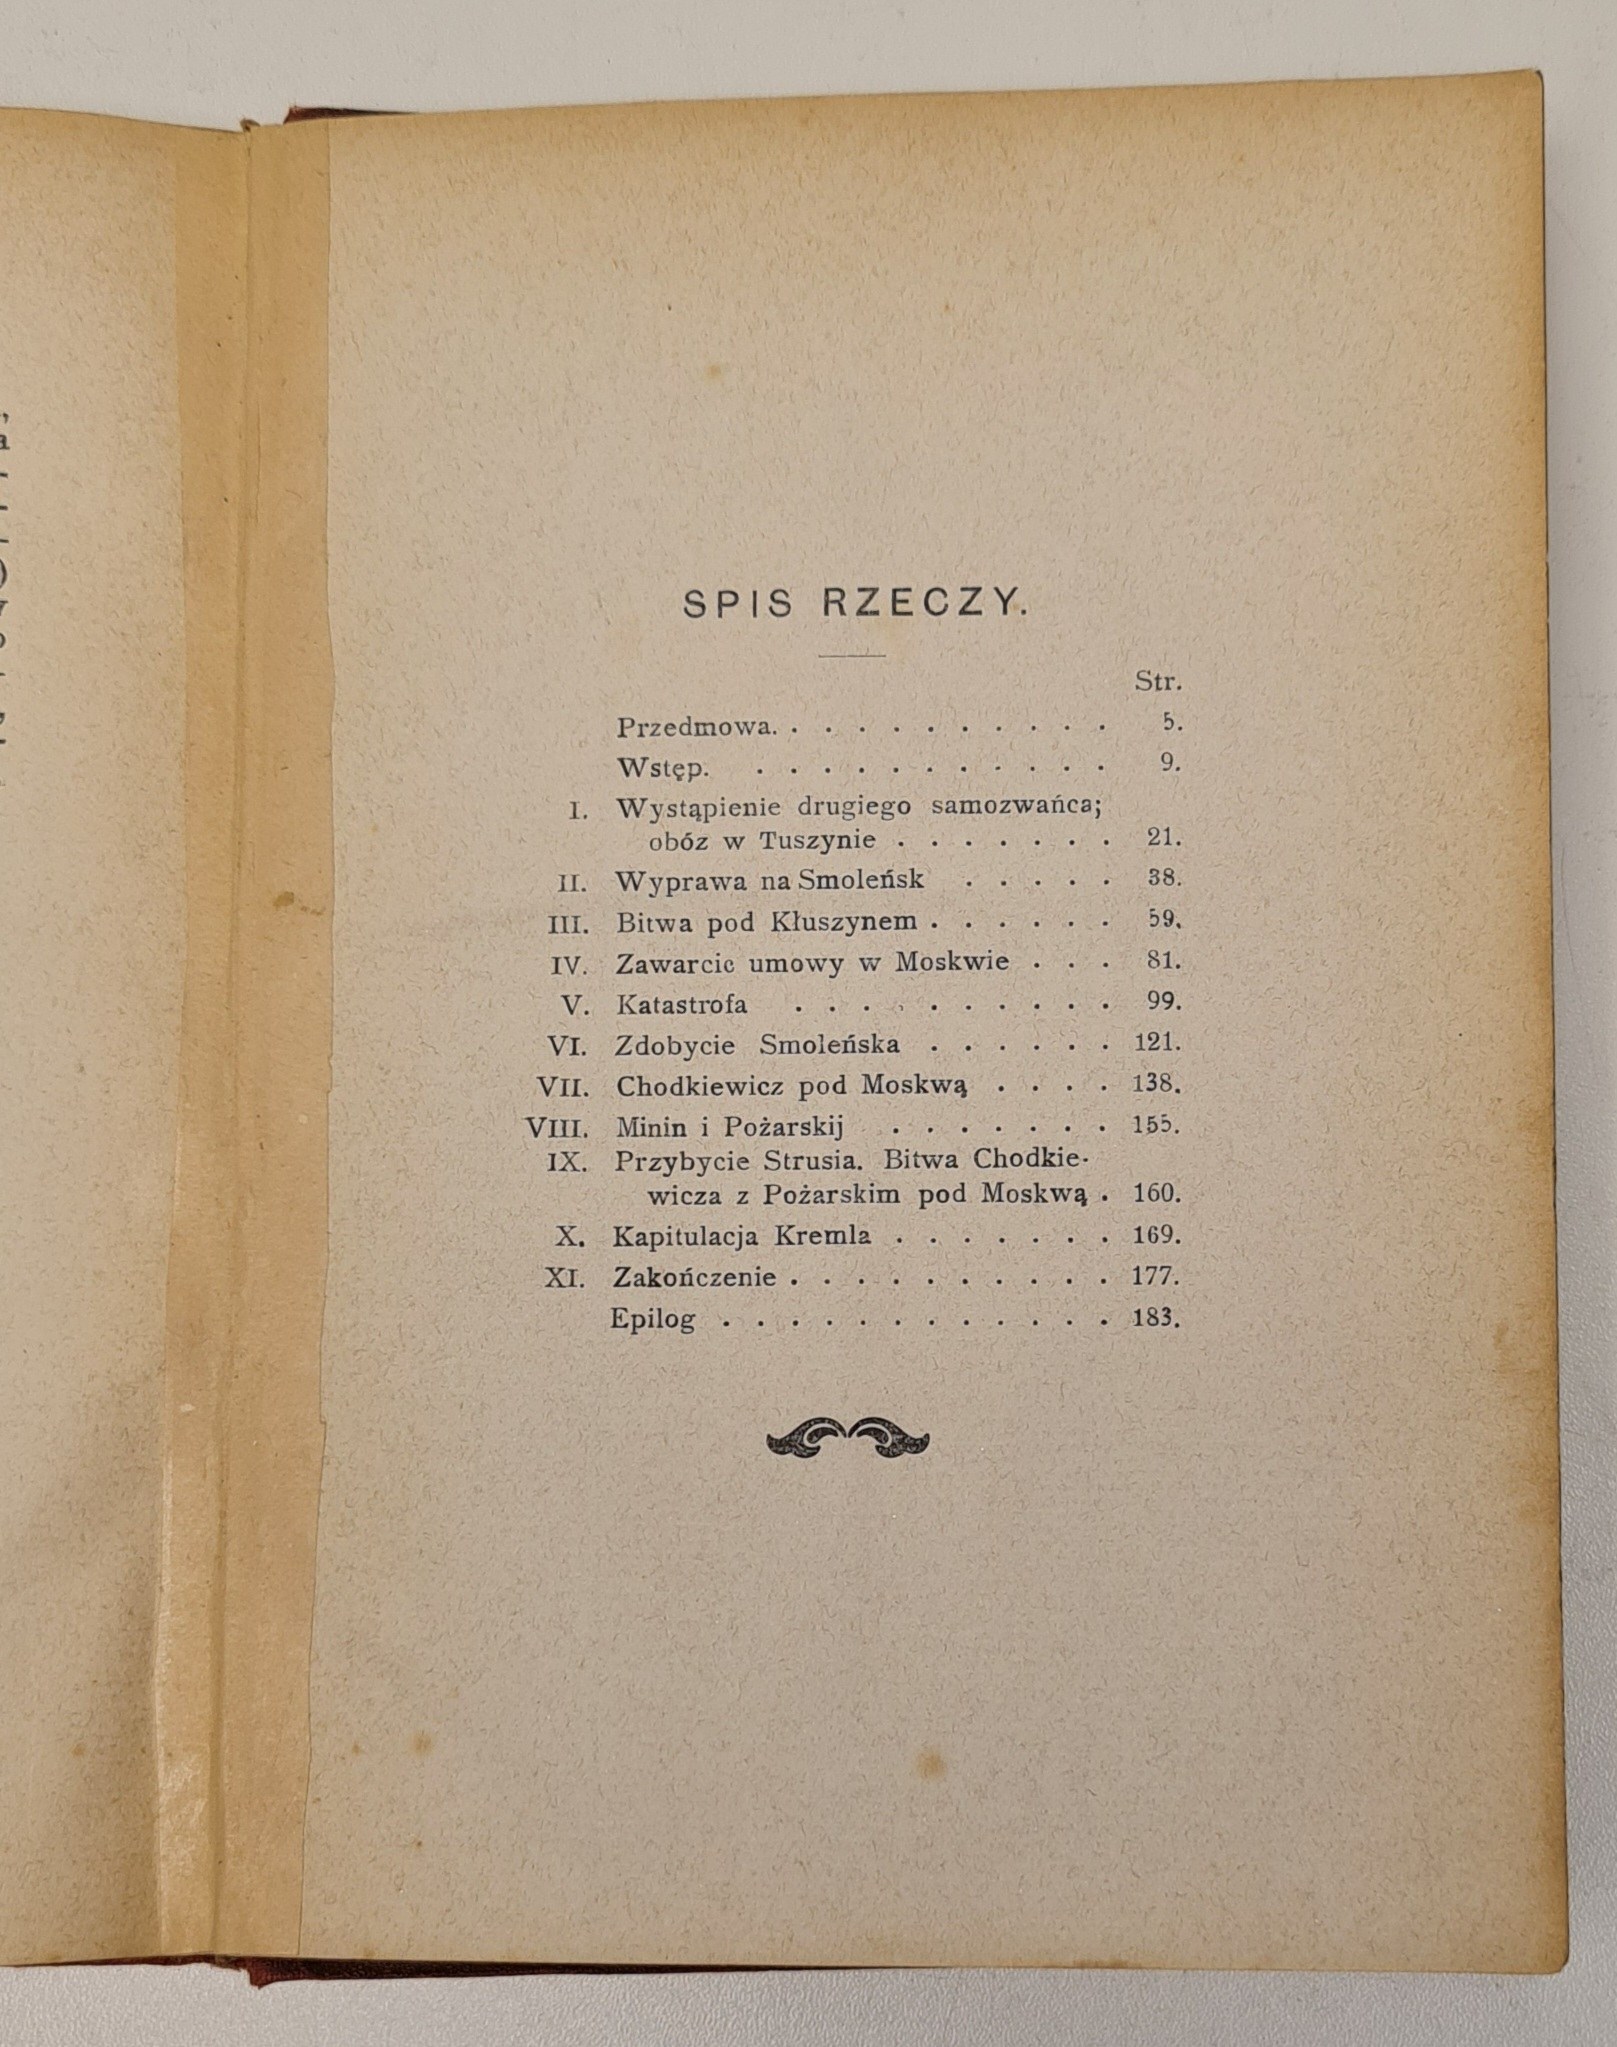 SPIS RZECZY.
Str.
Przedmowa. . . . . . . . . . . 5.
Wstęp. . . . . . . . . . . . 9.
I. Wystąpienie drugiego samozwańca;
obóz w Tuszynie . . . . . . . 21.
II. Wyprawa na Smoleńsk . . . . . 38.
III. Bitwa pod Kłuszynem . . . . . . 59.
IV. Zawarcie umowy w Moskwie . . . 81.
V. Katastrofa . . . . . . . . . . 99.
VI. Zdobycie Smoleńska . . . . . . 121.
VII. Chodkiewicz pod Moskwą . . . . 138.
VIII. Minin i Pożarskij . . . . . . . 155.
IX. Przybycie Strusia. Bitwa Chodkie-
wicza z Pożarskim pod Moskwą . 160.
X. Kapitulacja Kremla . . . . . . . 169.
XI. Zakończenie . . . . . . . . . . 177.
Epilog . . . . . . . . . . . . 183.